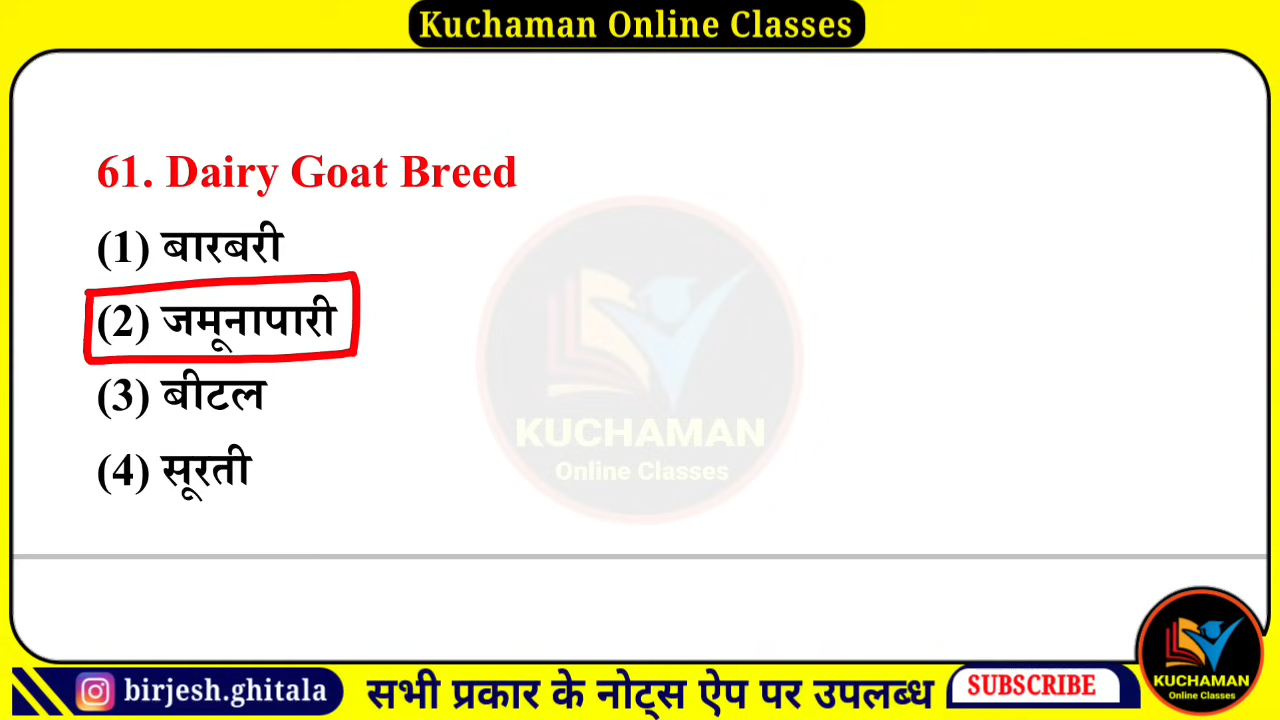 Kuchaman Online Classes
61. Dairy Goat Breed
(1) बारबरी
(2) जमूनापारी
(3) बीटल
(4) सूरती
KUCHAMAN
Online Classes
birjesh.ghitala
सभी प्रकार के नोट्स ऐप पर उपलब्ध
SUBSCRIBE
KUCHAMAN
Online Classes